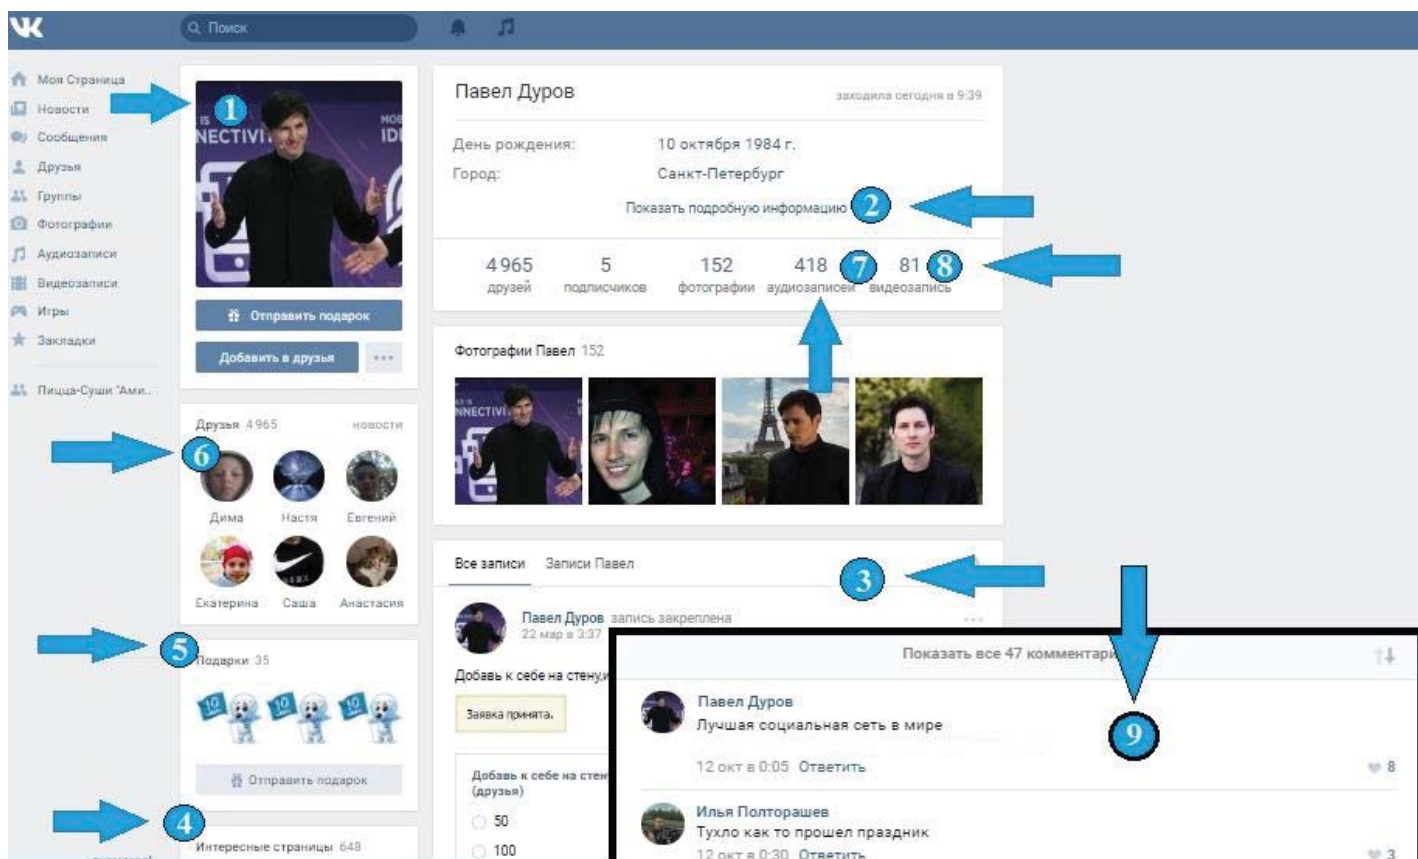 Поиск
Моя Страница
Новости
Сообщения
Друзья
Группы
Фотографии
Аудиозаписи
Видеозаписи
Игры
Закладки
Пицца-Суши "Ами..
1
NECTIVI
IDI
Отправить подарок
Добавить в друзья
Друзья 4965 новости
6
Дима Настя Евгений
Екатерина Саша Анастасия
5
Подарки 35
10 10 10
Отправить подарок
4
Интересные страницы 648
Павел Дуров заходила сегодня в 9:39
День рождения: 10 октября 1984 г.
Город: Санкт-Петербург
Показать подробную информацию 2
4965 5 152 418 7 81 8
друзей подписчиков фотографии аудиозаписей видеозапись
Фотографии Павел 152
Все записи Записи Павел
3
Павел Дуров запись закреплена
22 мар в 3:37
Добавь к себе на стену,и
Заявка принята.
Добавь к себе на стен
(друзья)
50
100
Показать все 47 комментари
Павел Дуров
Лучшая социальная сеть в мире
9
12 окт в 0:05 Ответить 8
Илья Полторашев
Тухло как то прошел праздник
12 окт в 0:30 Ответить 3